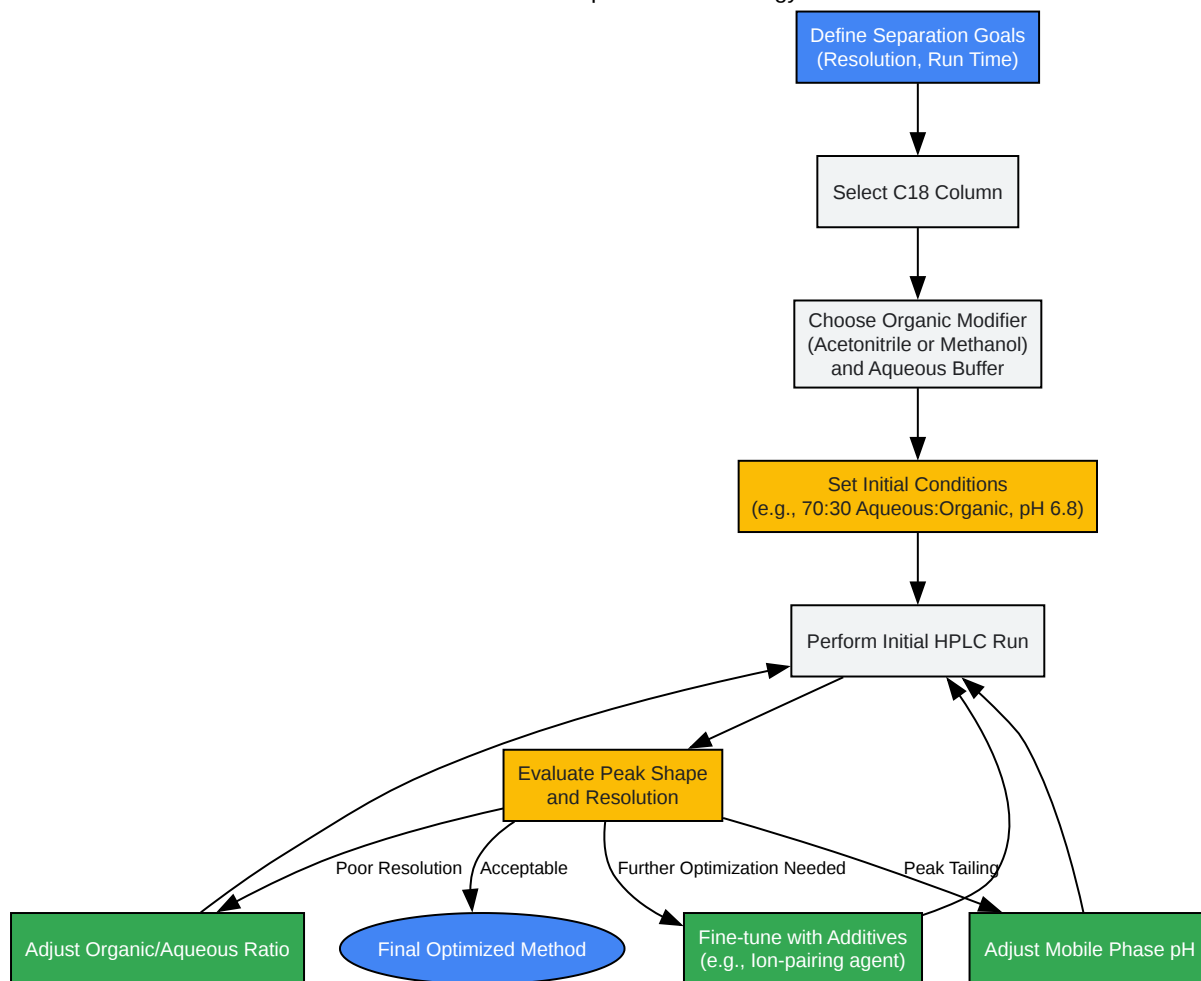 Define Separation Goals
(Resolution, Run Time)
Select C18 Column
Choose Organic Modifier
(Acetonitrile or Methanol)
and Aqueous Buffer
Set Initial Conditions
(e.g., 70:30 Aqueous:Organic, pH 6.8)
Perform Initial HPLC Run
Evaluate Peak Shape
and Resolution
Poor Resolution
Acceptable
Further Optimization Needed
Peak Tailing
Adjust Organic/Aqueous Ratio
Final Optimized Method
Fine-tune with Additives
(e.g., Ion-pairing agent)
Adjust Mobile Phase pH